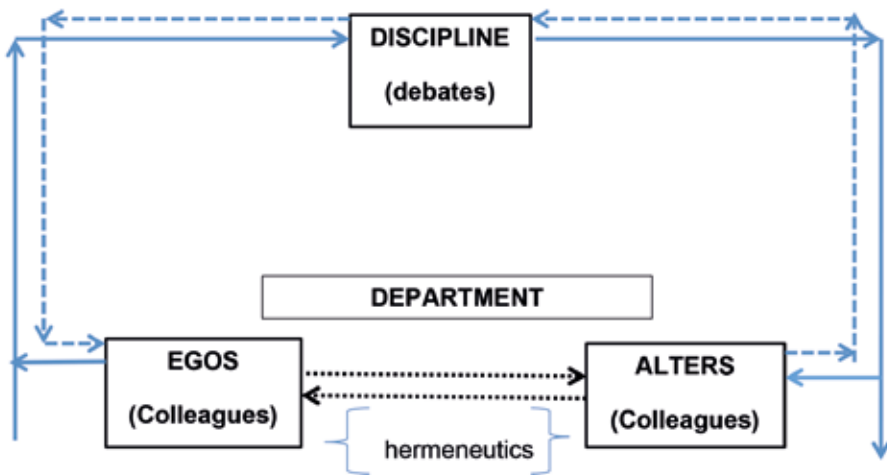 DISCIPLINE
(debates)
DEPARTMENT
EGOS
(Colleagues)
ALTERS
(Colleagues)
hermeneutics